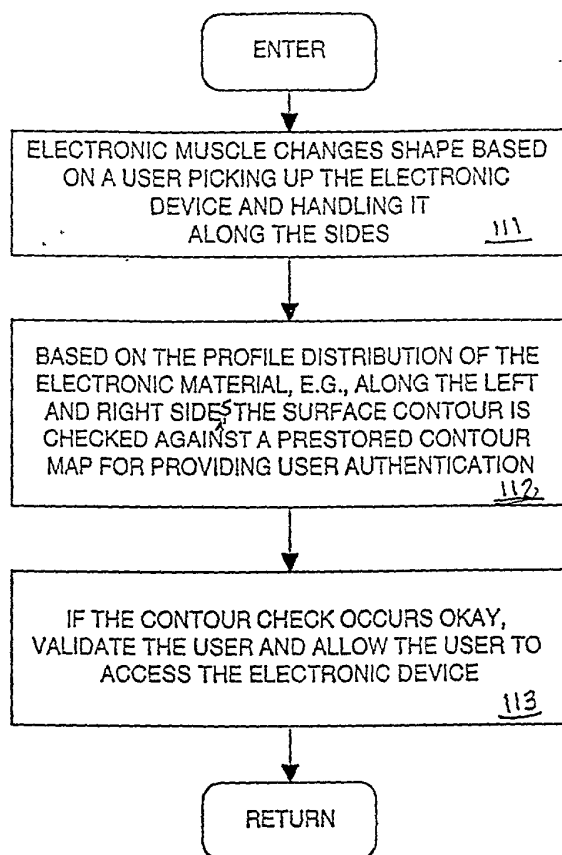 ENTER
ELECTRONIC MUSCLE CHANGES SHAPE BASED
ON A USER PICKING UP THE ELECTRONIC
DEVICE AND HANDLING IT
ALONG THE SIDES 111
BASED ON THE PROFILE DISTRIBUTION OF THE
ELECTRONIC MATERIAL, E.G., ALONG THE LEFT
AND RIGHT SIDES THE SURFACE CONTOUR IS
CHECKED AGAINST A PRESTORED CONTOUR
MAP FOR PROVIDING USER AUTHENTICATION
112
IF THE CONTOUR CHECK OCCURS OKAY,
VALIDATE THE USER AND ALLOW THE USER TO
ACCESS THE ELECTRONIC DEVICE
113
RETURN